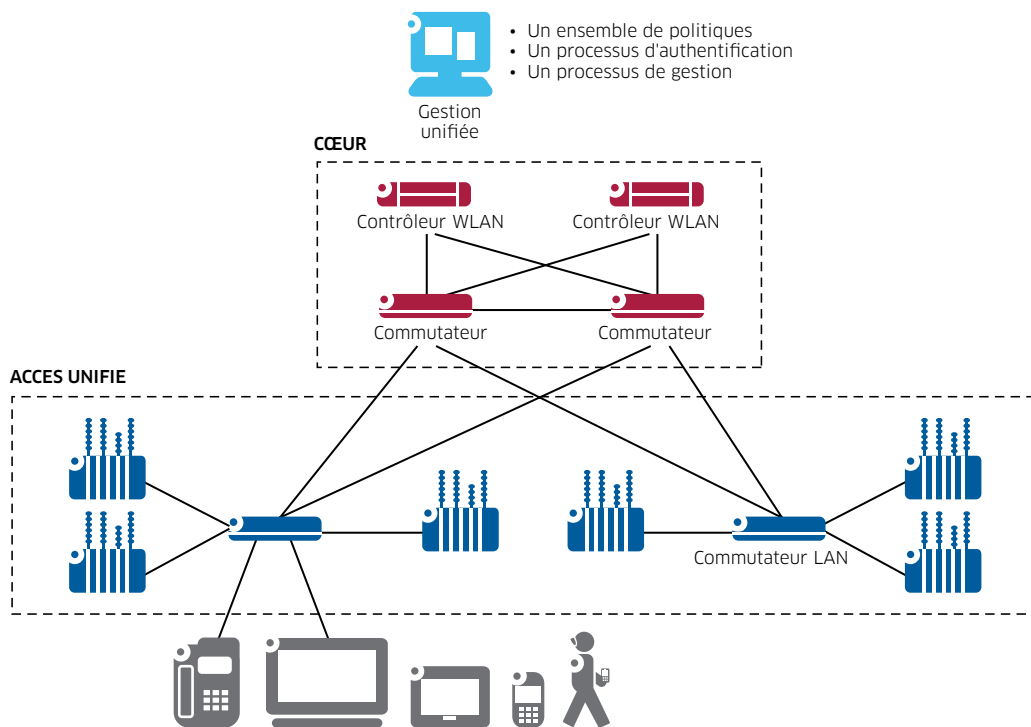 • Un ensemble de politiques
• Un processus d'authentification
• Un processus de gestion
Gestion
unifiée
CŒUR
Contrôleur WLAN
Contrôleur WLAN
Commutateur
Commutateur
ACCES UNIFIE
Commutateur LAN